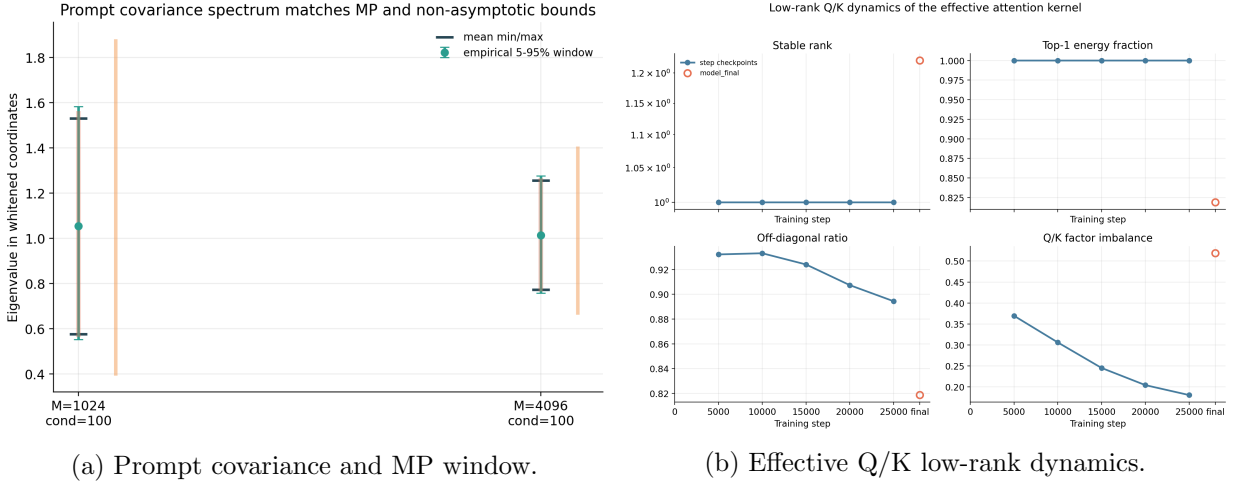 Prompt covariance spectrum matches MP and non-asymptotic bounds
mean min/max
empirical 5-95% window
Eigenvalue in whitened coordinates
1.8
1.6
1.4
1.2
1.0
0.8
0.6
0.4
M=1024
cond=100
M=4096
cond=100
(a) Prompt covariance and MP window.
Low-rank Q/K dynamics of the effective attention kernel
Stable rank
step checkpoints
model_final
1.2 × 10⁰
1.15 × 10⁰
1.1 × 10⁰
1.05 × 10⁰
10⁰
Training step
Top-1 energy fraction
1.000
0.975
0.950
0.925
0.900
0.875
0.850
0.825
Training step
Off-diagonal ratio
0.92
0.90
0.88
0.86
0.84
0.82
0 5000 10000 15000 20000 25000 final
Training step
Q/K factor imbalance
0.50
0.45
0.40
0.35
0.30
0.25
0.20
0 5000 10000 15000 20000 25000 final
Training step
(b) Effective Q/K low-rank dynamics.